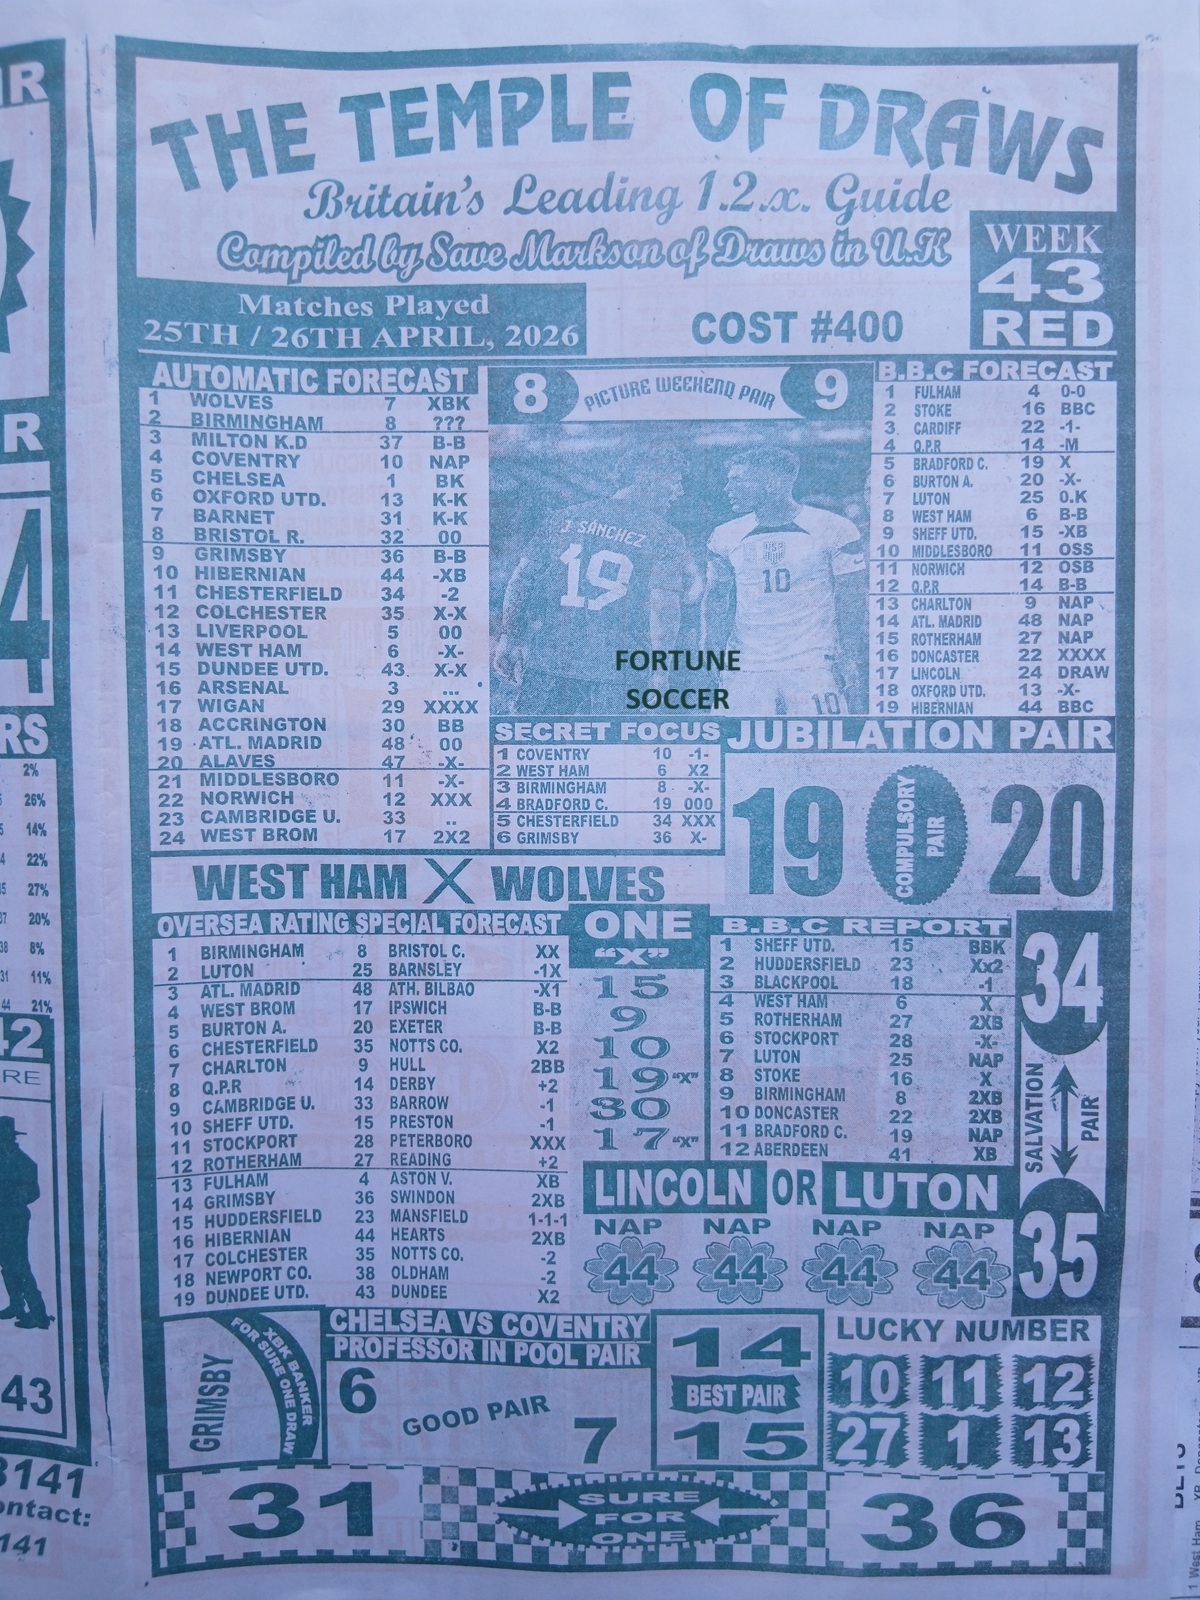 THE TEMPLE OF DRAWS
Britain's Leading 1.2.x. Guide
Compiled by Save Markson of Draws in U.K
WEEK
43
RED
Matches Played
25TH / 26TH APRIL, 2026
COST #400
AUTOMATIC FORECAST
1 WOLVES 7 XBK
2 BIRMINGHAM 8 ???
3 MILTON K.D 37 B-B
4 COVENTRY 10 NAP
5 CHELSEA 1 BK
6 OXFORD UTD. 13 K-K
7 BARNET 31 K-K
8 BRISTOL R. 32 00
9 GRIMSBY 36 B-B
10 HIBERNIAN 44 -XB
11 CHESTERFIELD 34 -2
12 COLCHESTER 35 X-X
13 LIVERPOOL 5 00
14 WEST HAM 6 -X-
15 DUNDEE UTD. 43 X-X
16 ARSENAL 3 ...
17 WIGAN 29 XXXX
18 ACCRINGTON 30 BB
19 ATL. MADRID 48 00
20 ALAVES 47 -X-
21 MIDDLESBORO 11 -X-
22 NORWICH 12 XXX
23 CAMBRIDGE U. 33 ..
24 WEST BROM 17 2X2
8 PICTURE WEEKEND PAIR 9
J. SANCHEZ
19
USA
10
10
FORTUNE
SOCCER
B.B.C FORECAST
1 FULHAM 4 0-0
2 STOKE 16 BBC
3 CARDIFF 22 -1-
4 Q.P.R 14 -M
5 BRADFORD C. 19 X
6 BURTON A. 20 -X-
7 LUTON 25 0.K
8 WEST HAM 6 B-B
9 SHEFF UTD. 15 -XB
10 MIDDLESBORO 11 OSS
11 NORWICH 12 OSB
12 Q.P.R 14 B-B
13 CHARLTON 9 NAP
14 ATL. MADRID 48 NAP
15 ROTHERHAM 27 NAP
16 DONCASTER 22 XXXX
17 LINCOLN 24 DRAW
18 OXFORD UTD. 13 -X-
19 HIBERNIAN 44 BBC
SECRET FOCUS
1 COVENTRY 10 -1-
2 WEST HAM 6 X2
3 BIRMINGHAM 8 -X-
4 BRADFORD C. 19 000
5 CHESTERFIELD 34 XXX
6 GRIMSBY 36 X-
JUBILATION PAIR
19 COMPULSORY PAIR 20
WEST HAM X WOLVES
OVERSEA RATING SPECIAL FORECAST
1 BIRMINGHAM 8 BRISTOL C. XX
2 LUTON 25 BARNSLEY -1X
3 ATL. MADRID 48 ATH. BILBAO -X1
4 WEST BROM 17 IPSWICH B-B
5 BURTON A. 20 EXETER B-B
6 CHESTERFIELD 35 NOTTS CO. X2
7 CHARLTON 9 HULL 2BB
8 Q.P.R 14 DERBY +2
9 CAMBRIDGE U. 33 BARROW -1
10 SHEFF UTD. 15 PRESTON -1
11 STOCKPORT 28 PETERBORO XXX
12 ROTHERHAM 27 READING +2
13 FULHAM 4 ASTON V. XB
14 GRIMSBY 36 SWINDON 2XB
15 HUDDERSFIELD 23 MANSFIELD 1-1-1
16 HIBERNIAN 44 HEARTS 2XB
17 COLCHESTER 35 NOTTS CO. -2
18 NEWPORT CO. 38 OLDHAM -2
19 DUNDEE UTD. 43 DUNDEE X2
ONE
"X"
15
9
10
19 "X"
30
17 "X"
B.B.C REPORT
1 SHEFF UTD. 15 BBK
2 HUDDERSFIELD 23 Xx2
3 BLACKPOOL 18 -1
4 WEST HAM 6 X
5 ROTHERHAM 27 2XB
6 STOCKPORT 28 -X-
7 LUTON 25 NAP
8 STOKE 16 X
9 BIRMINGHAM 8 2XB
10 DONCASTER 22 2XB
11 BRADFORD C. 19 NAP
12 ABERDEEN 41 XB
34
SALVATION PAIR
35
LINCOLN OR LUTON
NAP NAP NAP NAP
44 44 44 44
GRIMSBY
XBK BANKER
FOR SURE ONE DRAW
CHELSEA VS COVENTRY
PROFESSOR IN POOL PAIR
6 GOOD PAIR 7
14
BEST PAIR
15
LUCKY NUMBER
10 11 12
27 1 13
31
SURE
FOR
ONE
36
2%
26%
14%
22%
27%
20%
8%
11%
44 21%
43
141